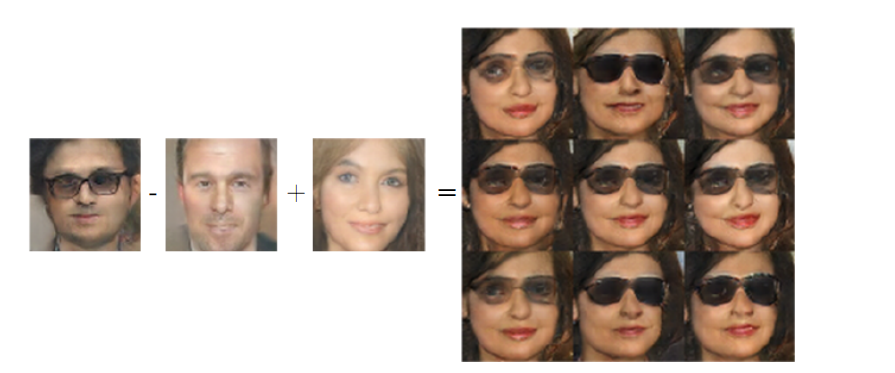 - + =